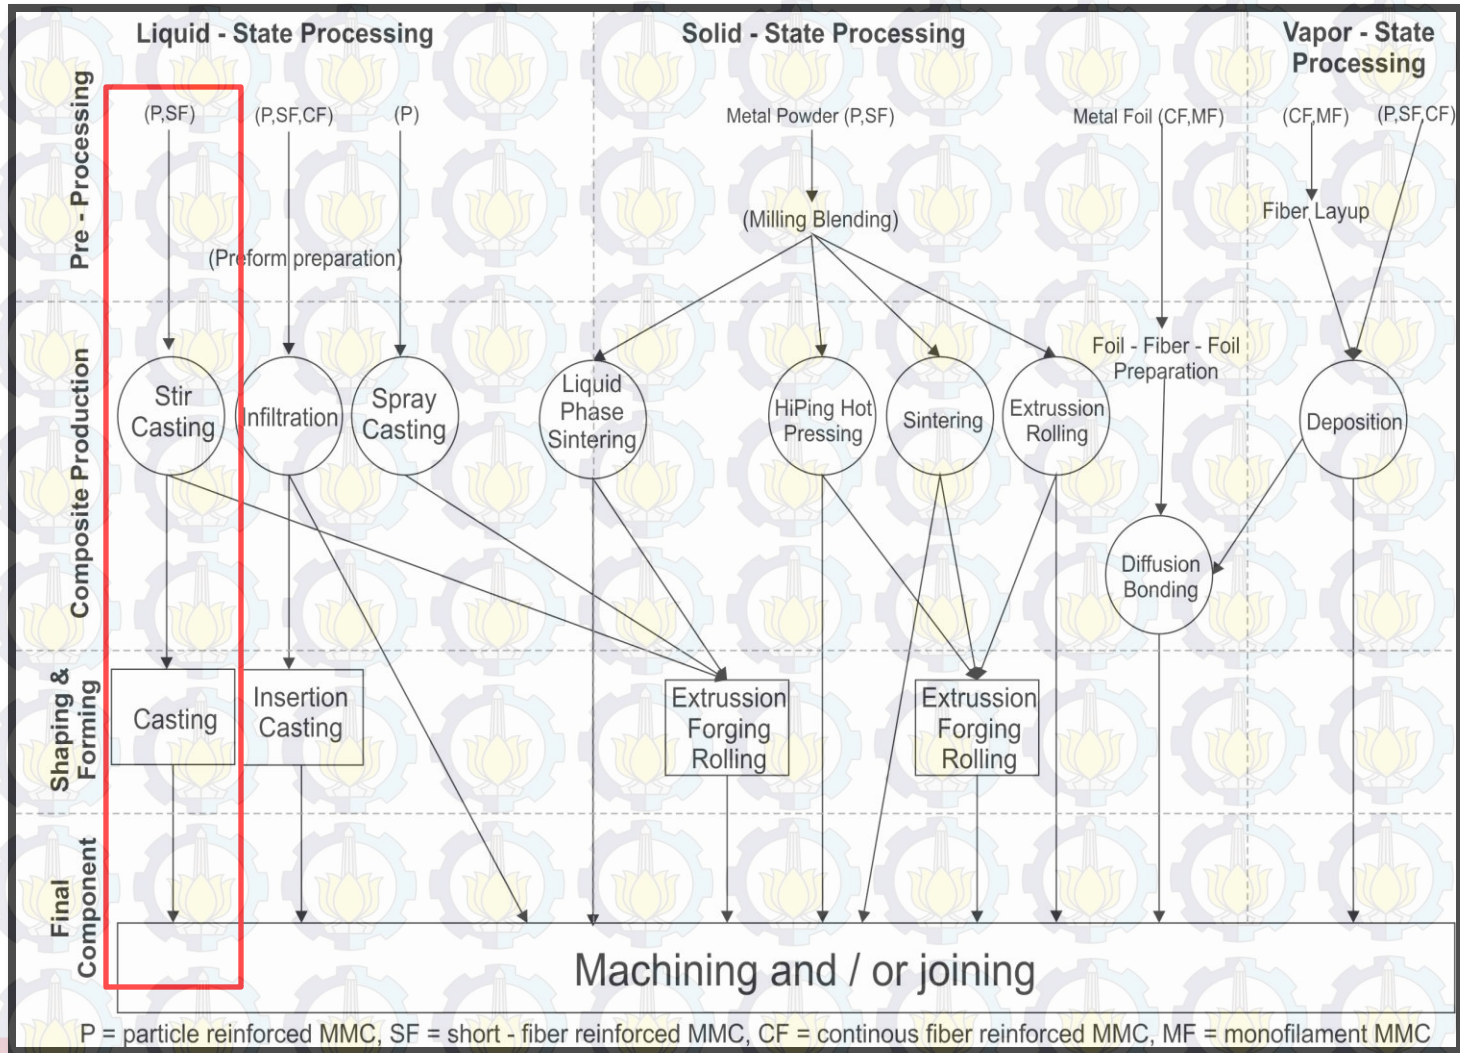 Liquid - State Processing
Solid - State Processing
Vapor - State
Processing
Pre - Processing
(P,SF)
(P,SF,CF)
(P)
Metal Powder (P,SF)
Metal Foil (CF,MF)
(CF,MF)
(P,SF,CF)
(Milling Blending)
Fiber Layup
(Preform preparation)
Composite Production
Foil - Fiber - Foil
Preparation
Stir
Casting
Infiltration
Spray
Casting
Liquid
Phase
Sintering
HiPing Hot
Pressing
Sintering
Extrussion
Rolling
Deposition
Diffusion
Bonding
Shaping &
Forming
Casting
Insertion
Casting
Extrussion
Forging
Rolling
Extrussion
Forging
Rolling
Final
Component
Machining and / or joining
P = particle reinforced MMC, SF = short - fiber reinforced MMC, CF = continous fiber reinforced MMC, MF = monofilament MMC